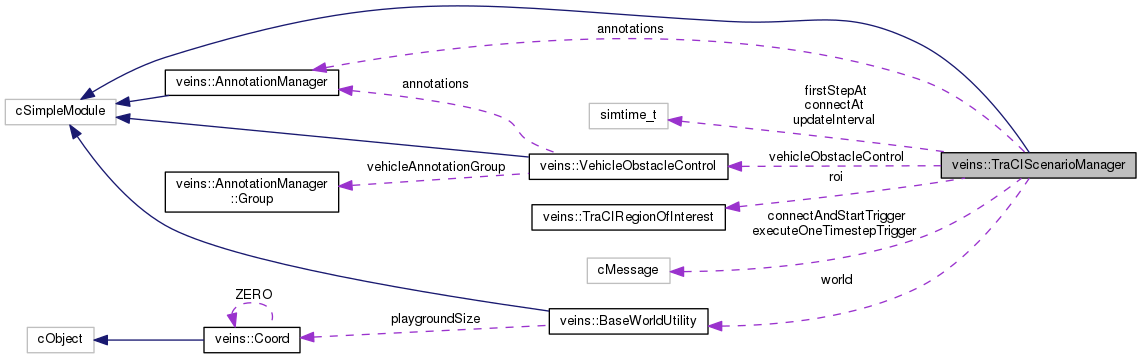 annotations
veins::AnnotationManager
annotations
firstStepAt
connectAt
updateInterval
cSimpleModule
simtime_t
vehicleObstacleControl
veins::VehicleObstacleControl
veins::TraCIScenarioManager
vehicleAnnotationGroup
roi
veins::AnnotationManager
::Group
veins::TraCIRegionOfInterest
connectAndStartTrigger
executeOneTimestepTrigger
cMessage
world
ZERO
playgroundSize
veins::BaseWorldUtility
cObject
veins::Coord